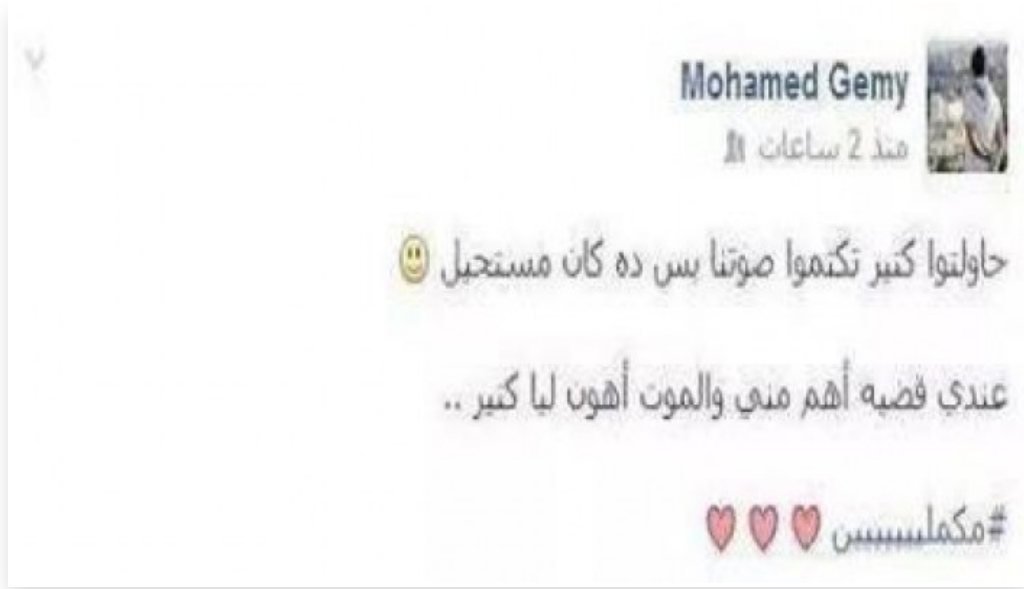 Mohamed Gemy
منذ 2 ساعات
حاولتوا كتير تكتموا صوتنا بس ده كان مستحيل
عندي قضيه أهم مني والموت أهون ليا كتير ..
#مكملييييييين